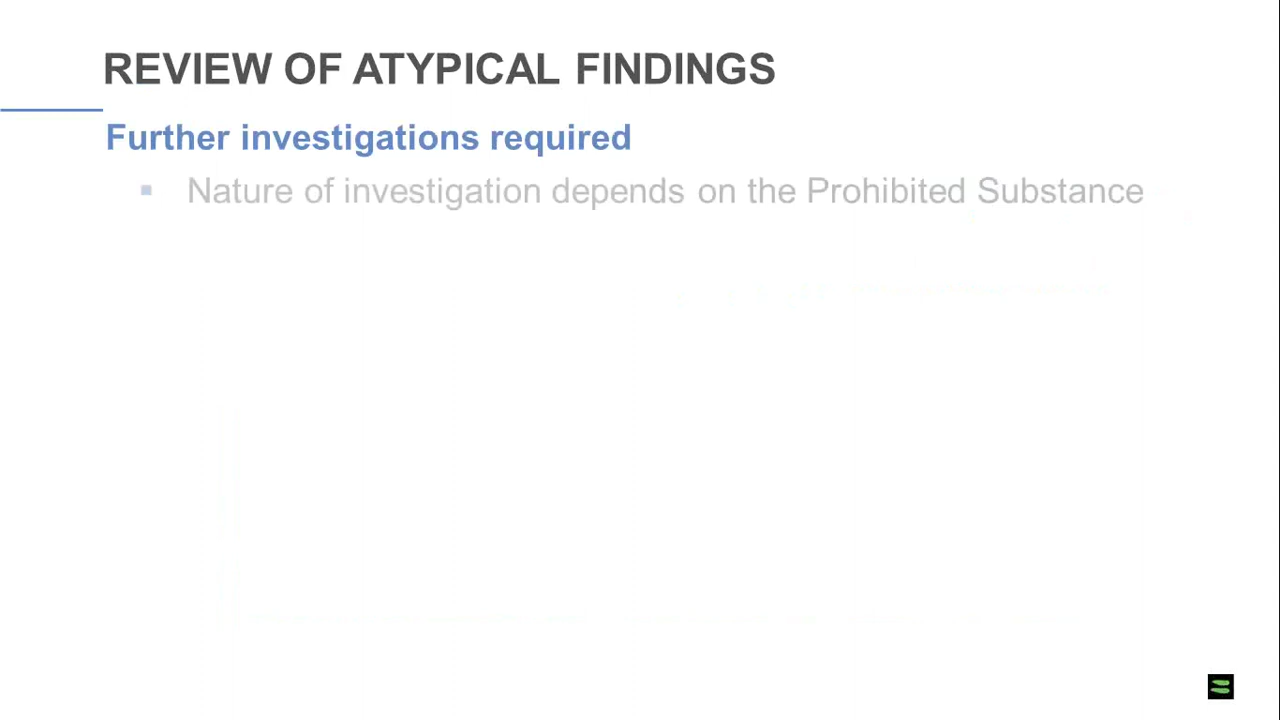 REVIEW OF ATYPICAL FINDINGS
Further investigations required
▪ Nature of investigation depends on the Prohibited Substance